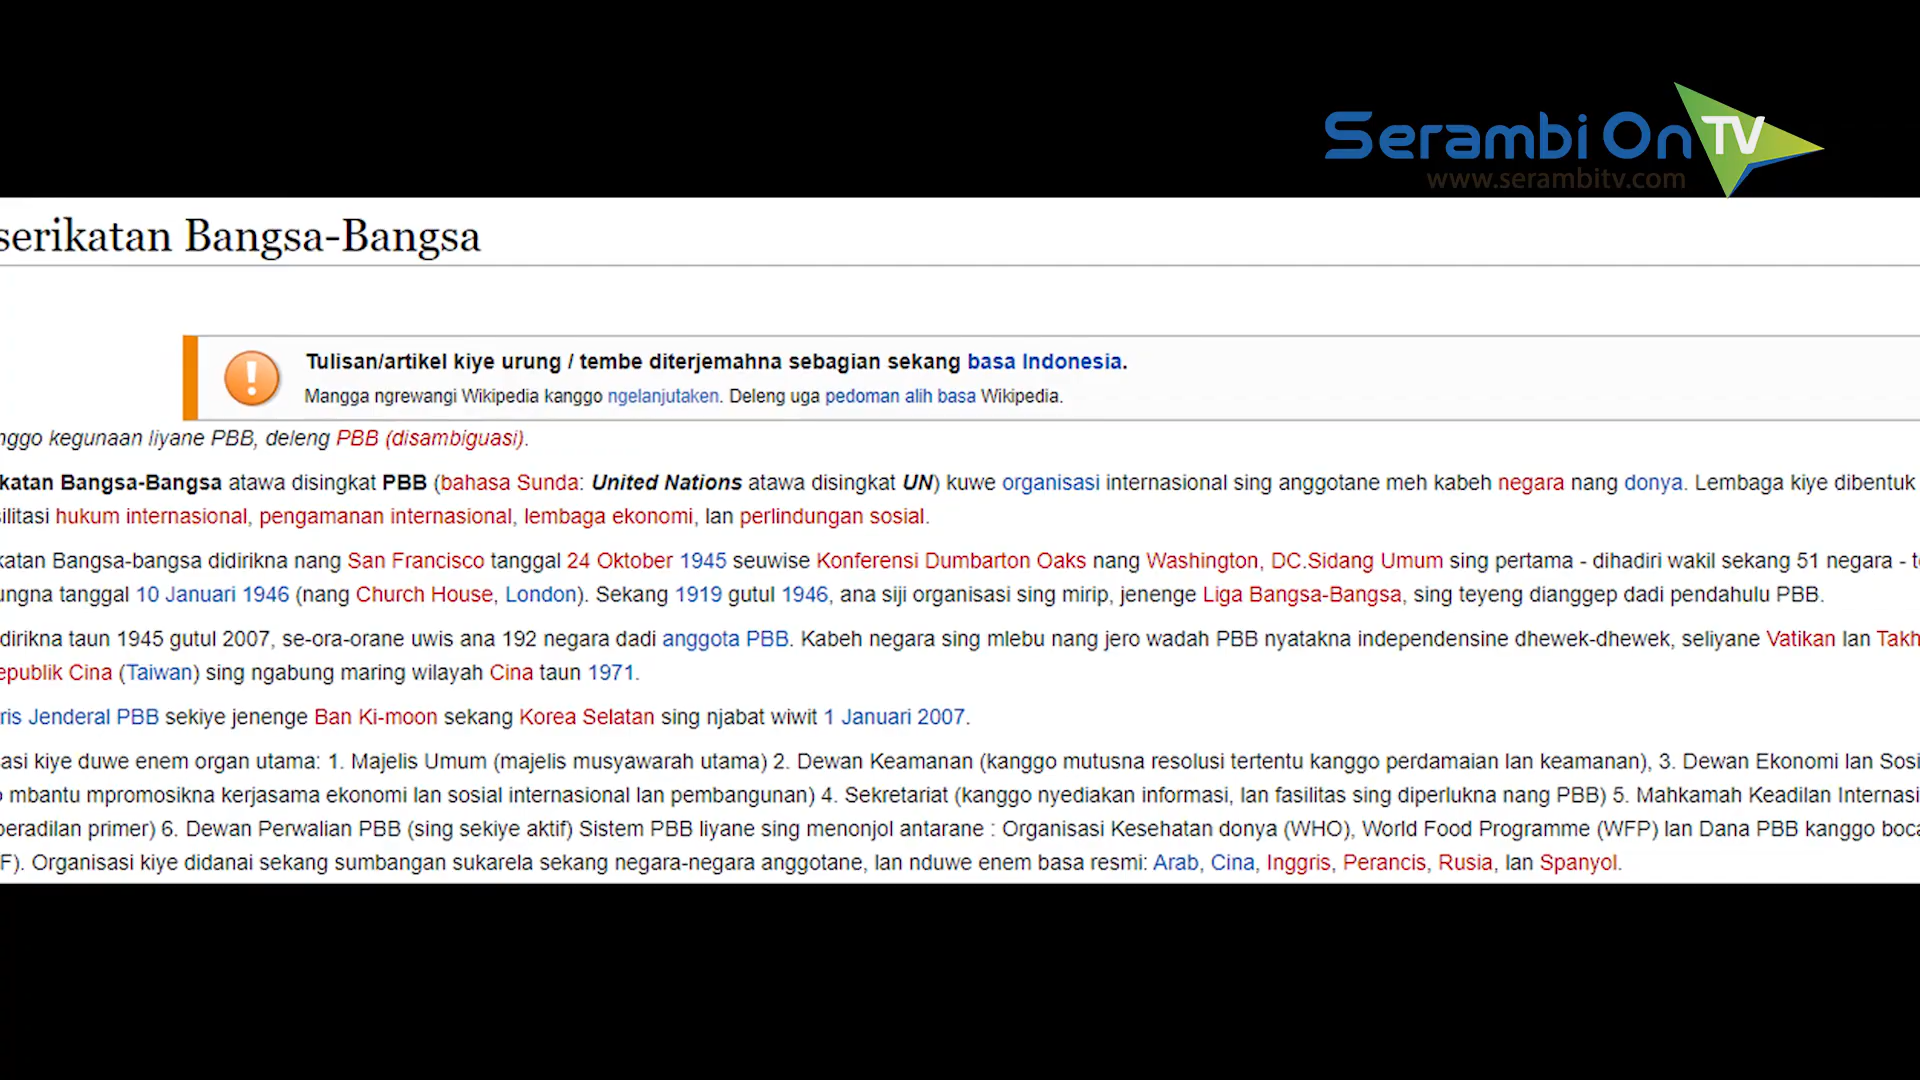 Serambi On TV
www.serambitv.com
serikatan Bangsa-Bangsa
Tulisan/artikel kiye urung / tembe diterjemahna sebagian sekang basa Indonesia.
Mangga ngrewangi Wikipedia kanggo ngelanjutaken. Deleng uga pedoman alih basa Wikipedia.
nggo kegunaan liyane PBB, deleng PBB (disambiguasi).
katan Bangsa-Bangsa atawa disingkat PBB (bahasa Sunda: United Nations atawa disingkat UN) kuwe organisasi internasional sing anggotane meh kabeh negara nang donya. Lembaga kiye dibentuk
ilitasi hukum internasional, pengamanan internasional, lembaga ekonomi, lan perlindungan sosial.
katan Bangsa-bangsa didirikna nang San Francisco tanggal 24 Oktober 1945 seuwise Konferensi Dumbarton Oaks nang Washington, DC.Sidang Umum sing pertama - dihadiri wakil sekang 51 negara - t
ungna tanggal 10 Januari 1946 (nang Church House, London). Sekang 1919 gutul 1946, ana siji organisasi sing mirip, jenenge Liga Bangsa-Bangsa, sing teyeng dianggep dadi pendahulu PBB.
dirikna taun 1945 gutul 2007, se-ora-orane uwis ana 192 negara dadi anggota PBB. Kabeh negara sing mlebu nang jero wadah PBB nyatakna independensine dhewek-dhewek, seliyane Vatikan lan Takh
epublik Cina (Taiwan) sing ngabung maring wilayah Cina taun 1971.
ris Jenderal PBB sekiye jenenge Ban Ki-moon sekang Korea Selatan sing njabat wiwit 1 Januari 2007.
asi kiye duwe enem organ utama: 1. Majelis Umum (majelis musyawarah utama) 2. Dewan Keamanan (kanggo mutusna resolusi tertentu kanggo perdamaian lan keamanan), 3. Dewan Ekonomi lan Sosi
o mbantu mpromosikna kerjasama ekonomi lan sosial internasional lan pembangunan) 4. Sekretariat (kanggo nyediakan informasi, lan fasilitas sing diperlukna nang PBB) 5. Mahkamah Keadilan Internasi
peradilan primer) 6. Dewan Perwalian PBB (sing sekiye aktif) Sistem PBB liyane sing menonjol antarane : Organisasi Kesehatan donya (WHO), World Food Programme (WFP) lan Dana PBB kanggo boca
F). Organisasi kiye didanai sekang sumbangan sukarela sekang negara-negara anggotane, lan nduwe enem basa resmi: Arab, Cina, Inggris, Perancis, Rusia, lan Spanyol.